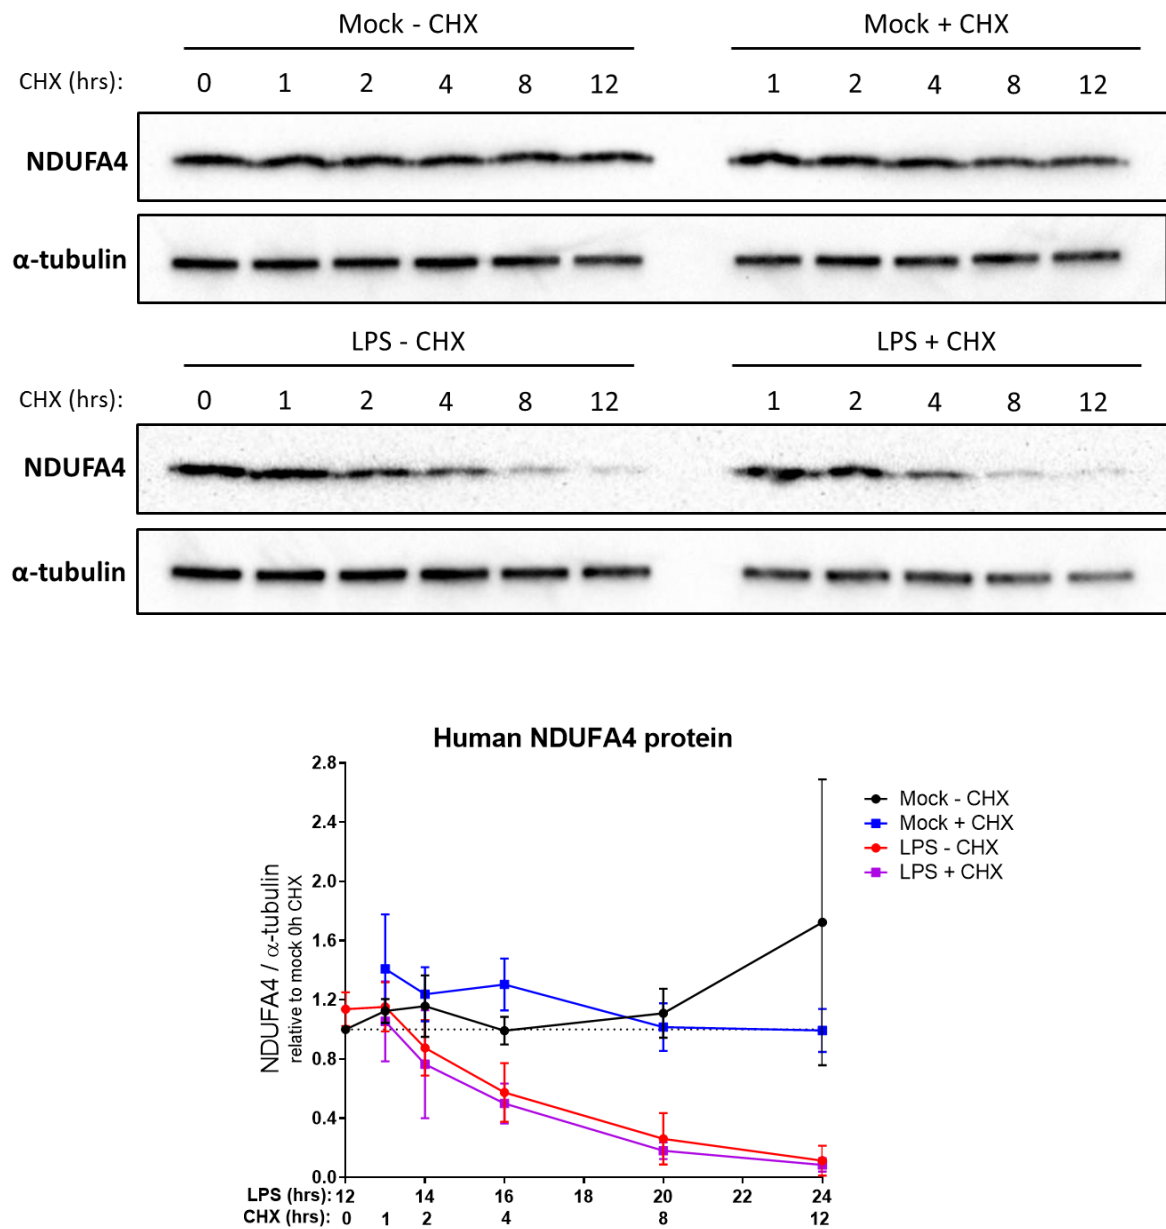 Mock - CHX Mock + CHX
CHX (hrs): 0 1 2 4 8 12 1 2 4 8 12
NDUFA4
α-tubulin
LPS - CHX LPS + CHX
CHX (hrs): 0 1 2 4 8 12 1 2 4 8 12
NDUFA4
α-tubulin
Human NDUFA4 protein
NDUFA4 / α-tubulin
relative to mock 0h CHX
2.8
2.4
2.0
1.6
1.2
0.8
0.4
0.0
Mock - CHX
Mock + CHX
LPS - CHX
LPS + CHX
LPS (hrs): 12 14 16 18 20 22 24
CHX (hrs): 0 1 2 4 8 12